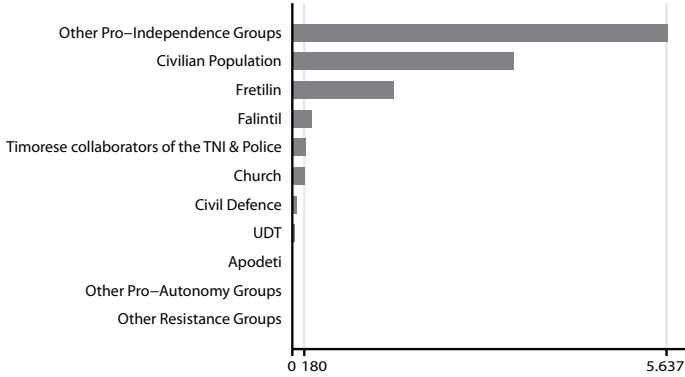 Other Pro−Independence Groups
Civilian Population
Fretilin
Falintil
Timorese collaborators of the TNI & Police
Church
Civil Defence
UDT
Apodeti
Other Pro−Autonomy Groups
Other Resistance Groups
0 180 5.637